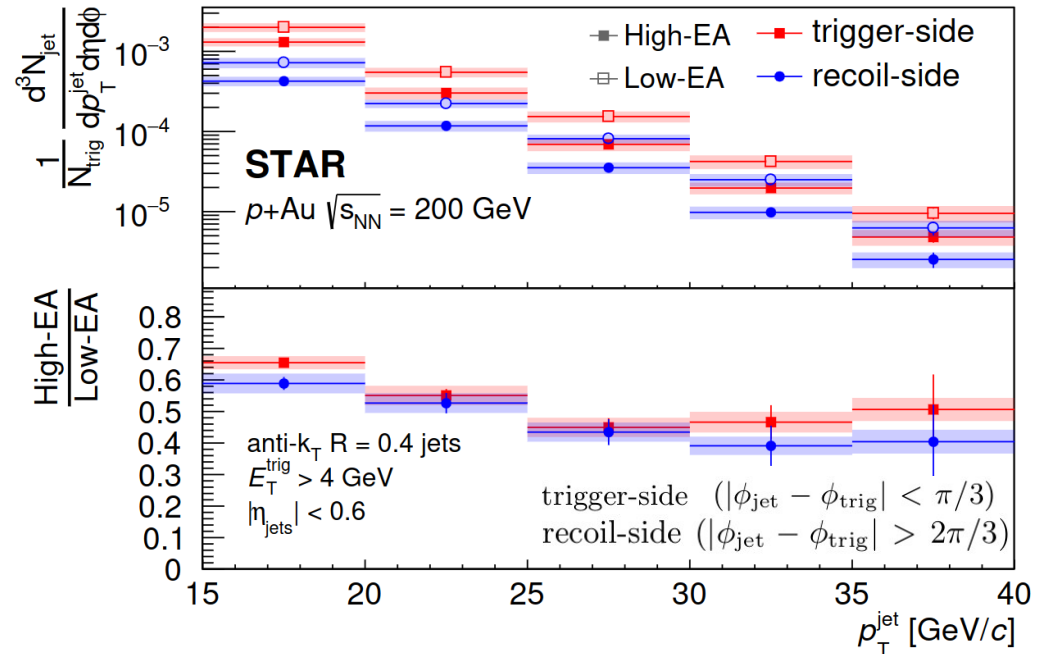 1/N_trig d³N_jet/dp_T^jet dηdϕ
10⁻³
10⁻⁴
10⁻⁵
High-EA
trigger-side
Low-EA
recoil-side
STAR
p+Au √s_NN = 200 GeV
High-EA
Low-EA
0.8
0.7
0.6
0.5
0.4
0.3
0.2
0.1
0
anti-k_T R = 0.4 jets
E_T^trig > 4 GeV
|η_jets| < 0.6
trigger-side (|ϕ_jet − ϕ_trig| < π/3)
recoil-side (|ϕ_jet − ϕ_trig| > 2π/3)
15 20 25 30 35 40
p_T^jet [GeV/c]